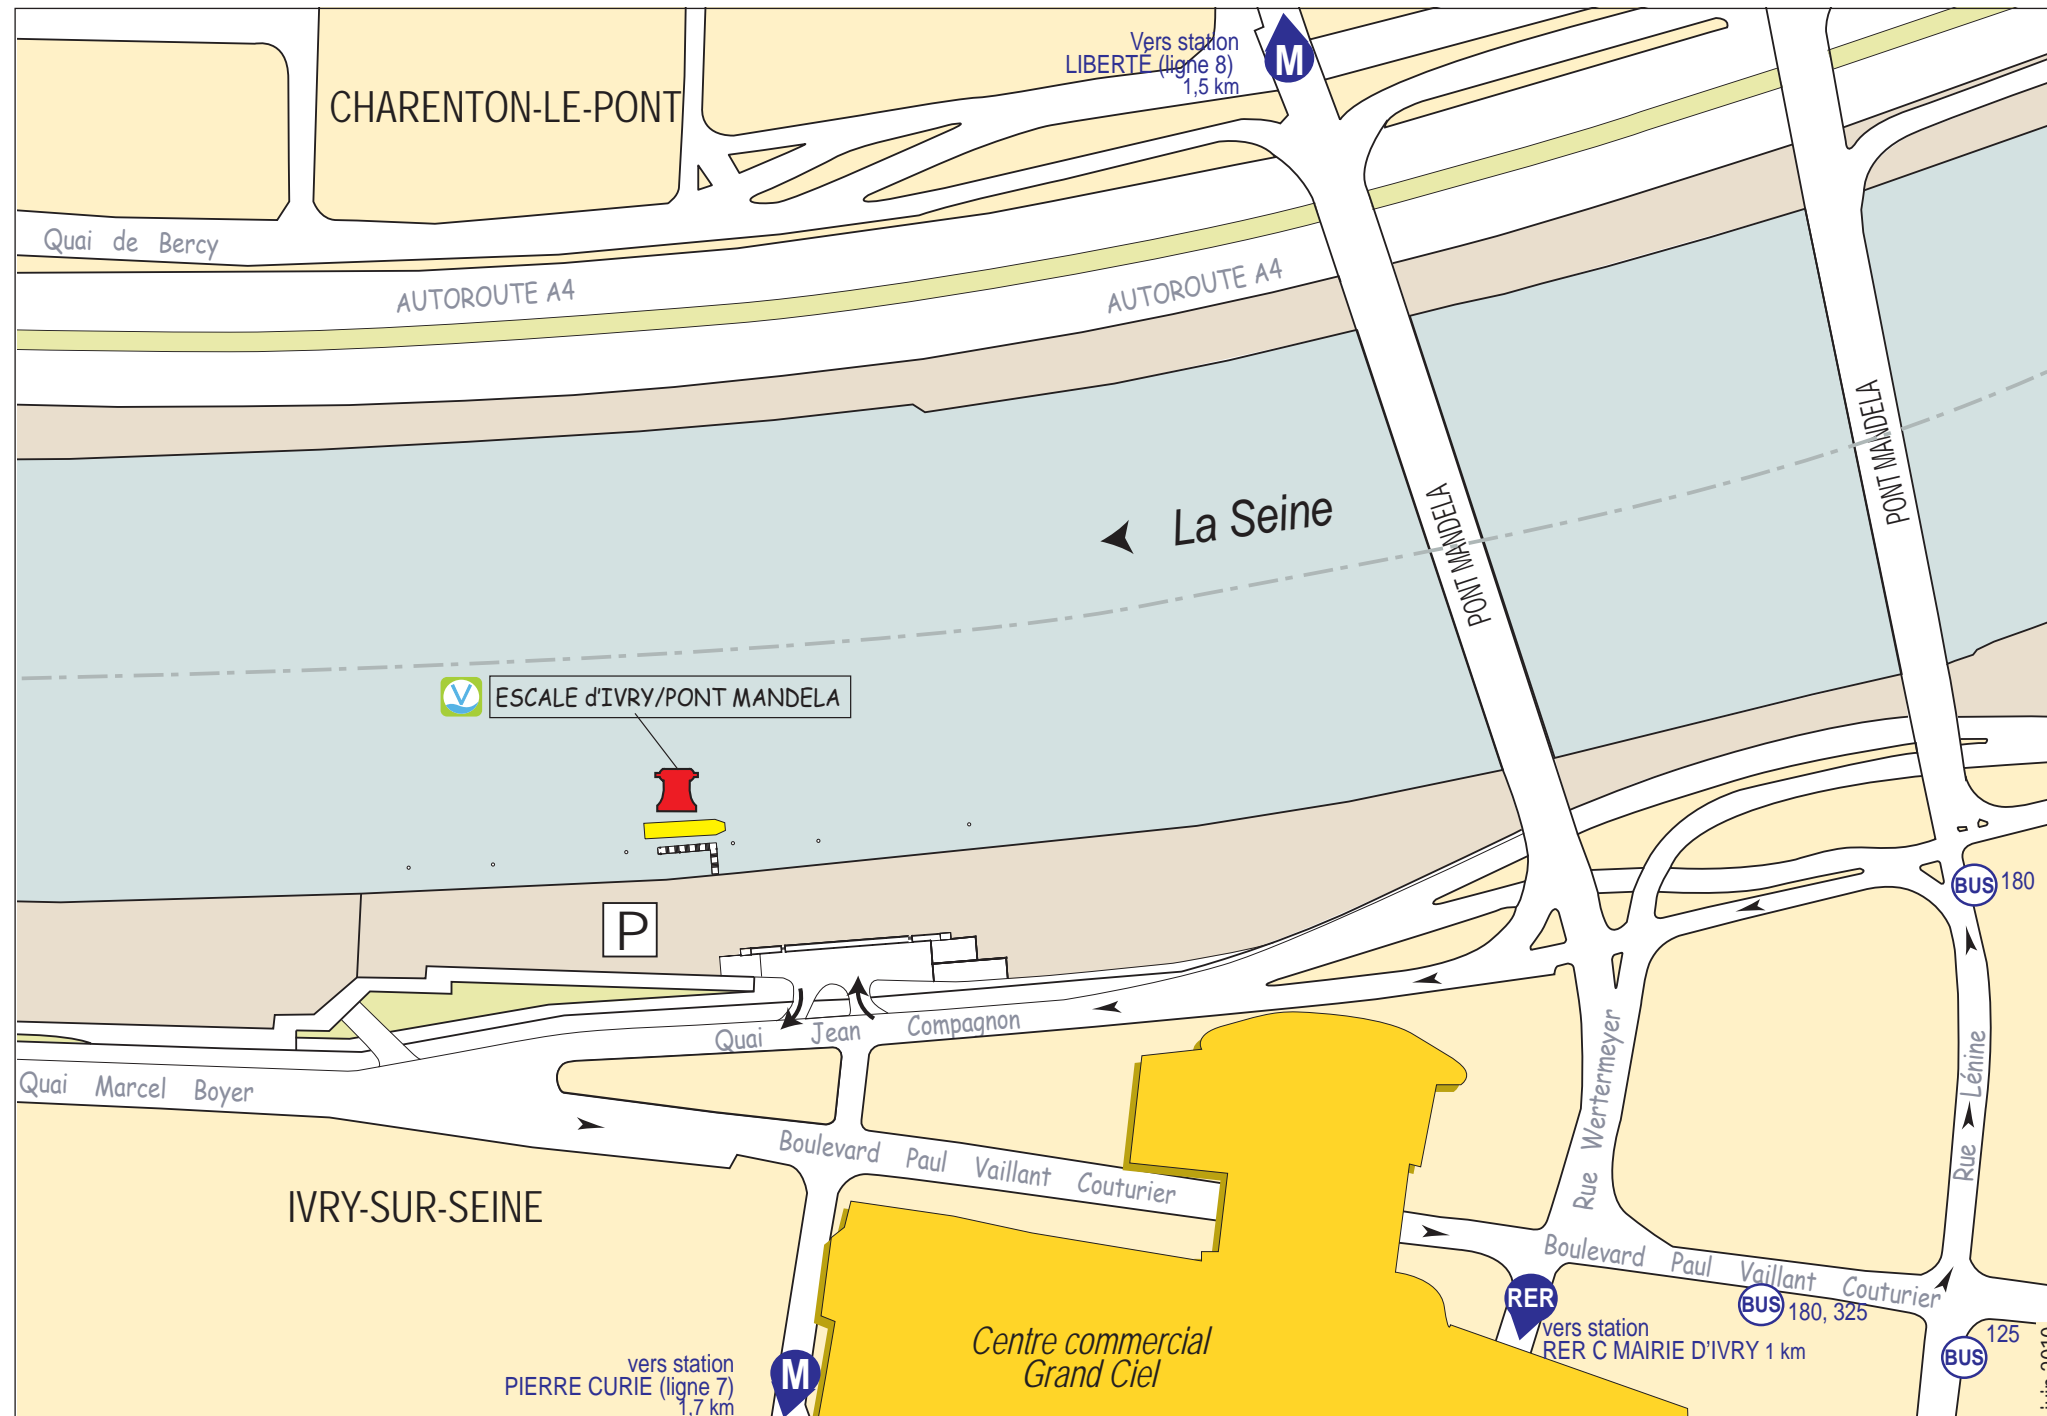 Vers station
LIBERTÉ (ligne 8)
1,5 km
M
CHARENTON-LE-PONT
Quai de Bercy
AUTOROUTE A4
AUTOROUTE A4
PONT MANDELA
PONT MANDELA
La Seine
V
ESCALE d'IVRY/PONT MANDELA
P
BUS 180
Quai Jean Compagnon
Quai Marcel Boyer
Boulevard Paul Vaillant Couturier
Rue Wertermeyer
Rue Lénine
IVRY-SUR-SEINE
Boulevard Paul Vaillant Couturier
RER
vers station
RER C MAIRIE D'IVRY 1 km
BUS 180, 325
125
BUS
Centre commercial
Grand Ciel
vers station
PIERRE CURIE (ligne 7)
1,7 km
M
2010